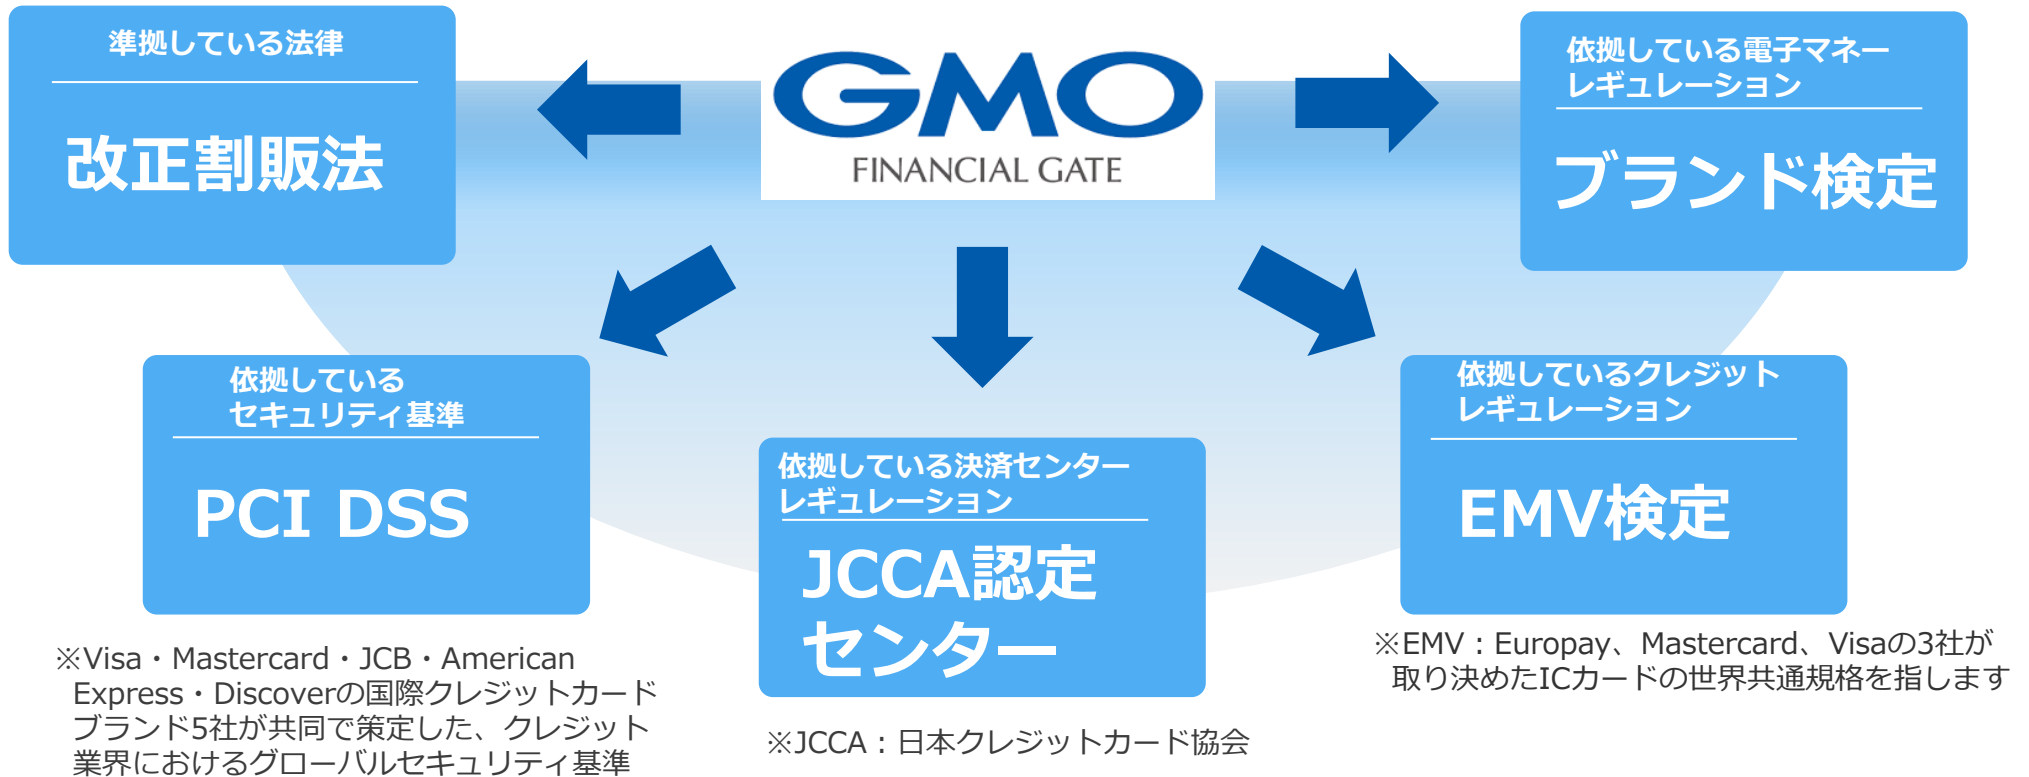 準拠している法律
改正割販法
GMO
FINANCIAL GATE
依拠している電子マネー
レギュレーション
ブランド検定
依拠している
セキュリティ基準
PCI DSS
※Visa・Mastercard・JCB・American
Express・Discoverの国際クレジットカード
ブランド5社が共同で策定した、クレジット
業界におけるグローバルセキュリティ基準
依拠している決済センター
レギュレーション
JCCA認定
センター
※JCCA：日本クレジットカード協会
依拠しているクレジット
レギュレーション
EMV検定
※EMV：Europay、Mastercard、Visaの3社が
取り決めたICカードの世界共通規格を指します